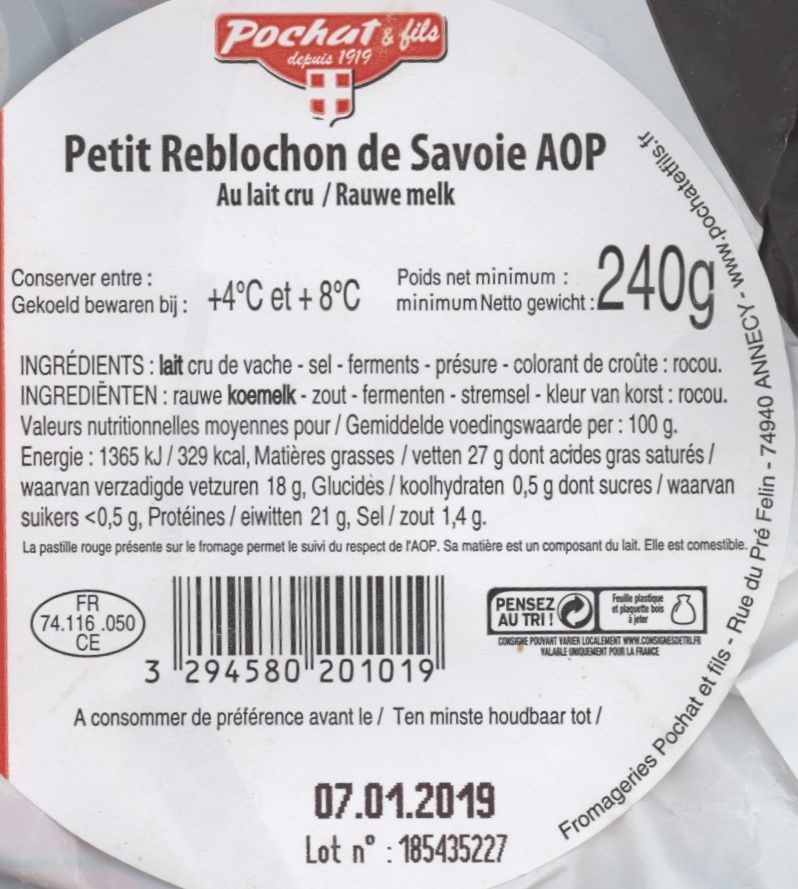 Pochat & fils
depuis 1919
Petit Reblochon de Savoie AOP
Au lait cru / Rauwe melk
Conserver entre :
Gekoeld bewaren bij : +4°C et + 8°C
Poids net minimum :
minimum Netto gewicht : 240g
INGRÉDIENTS : lait cru de vache - sel - ferments - présure - colorant de croûte : rocou.
INGREDIËNTEN : rauwe koemelk - zout - fermenten - stremsel - kleur van korst : rocou.
Valeurs nutritionnelles moyennes pour / Gemiddelde voedingswaarde per : 100 g.
Energie : 1365 kJ / 329 kcal, Matières grasses / vetten 27 g dont acides gras saturés /
waarvan verzadigde vetzuren 18 g, Glucides / koolhydraten 0,5 g dont sucres / waarvan
suikers <0,5 g, Protéines / eiwitten 21 g, Sel / zout 1,4 g.
La pastille rouge présente sur le fromage permet le suivi du respect de l'AOP. Sa matière est un composant du lait. Elle est comestible.
FR
74.116 .050
CE
3 294580 201019
PENSEZ
AU TRI !
Feuille plastique
et plaquette bois
à jeter
CONSIGNE POUVANT VARIER LOCALEMENT WWW.CONSIGNESDETRI.FR
VALABLE UNIQUEMENT POUR LA FRANCE
A consommer de préférence avant le / Ten minste houdbaar tot /
07.01.2019
Lot n° : 185435227
Fromageries Pochat et fils - Rue du Pré Felin - 74940 ANNECY - www.pochatetfils.fr